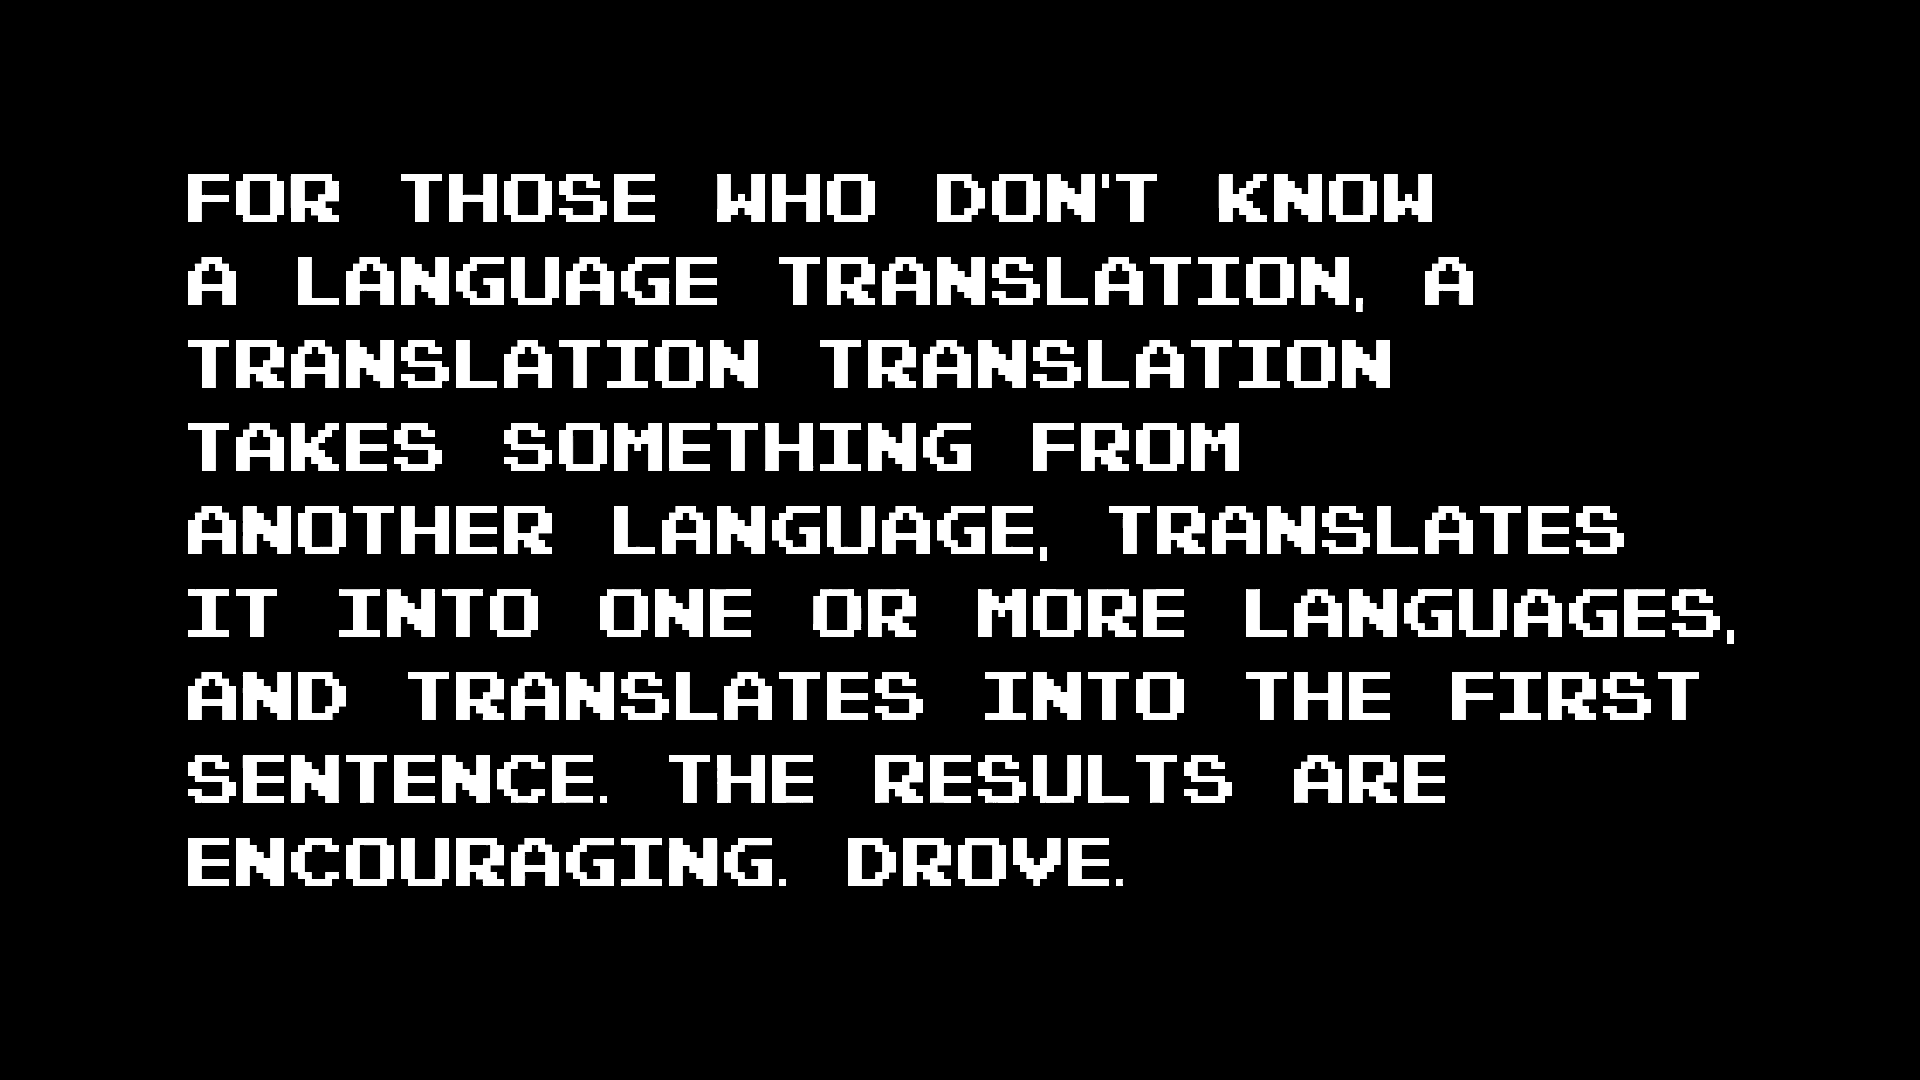 FOR THOSE WHO DON'T KNOW
A LANGUAGE TRANSLATION, A
TRANSLATION TRANSLATION
TAKES SOMETHING FROM
ANOTHER LANGUAGE, TRANSLATES
IT INTO ONE OR MORE LANGUAGES,
AND TRANSLATES INTO THE FIRST
SENTENCE. THE RESULTS ARE
ENCOURAGING. DROVE.